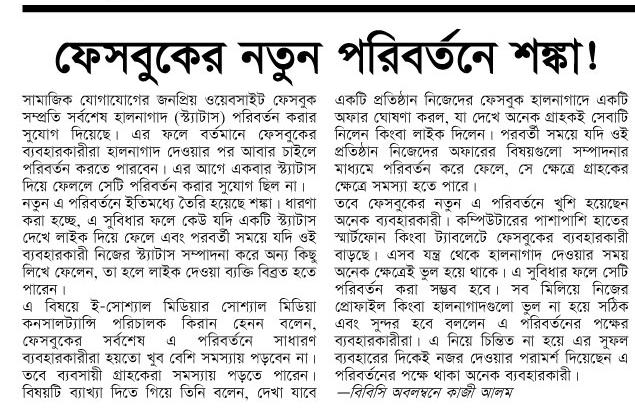 ফেসবুকের নতুন পরিবর্তনে শঙ্কা!
সামাজিক যোগাযোগের জনপ্রিয় ওয়েবসাইট ফেসবুক
সম্প্রতি সর্বশেষ হালনাগাদ (স্ট্যাটাস) পরিবর্তন করার
সুযোগ দিয়েছে। এর ফলে বর্তমানে ফেসবুকের
ব্যবহারকারীরা হালনাগাদ দেওয়ার পর আবার চাইলে
পরিবর্তন করতে পারবেন। এর আগে একবার স্ট্যাটাস
দিয়ে ফেললে সেটি পরিবর্তন করার সুযোগ ছিল না।
নতুন এ পরিবর্তনে ইতিমধ্যে তৈরি হয়েছে শঙ্কা। ধারণা
করা হচ্ছে, এ সুবিধার ফলে কেউ যদি একটি স্ট্যাটাস
দেখে লাইক দিয়ে ফেলে এবং পরবর্তী সময়ে যদি ওই
ব্যবহারকারী নিজের স্ট্যাটাস সম্পাদনা করে অন্য কিছু
লিখে ফেলেন, তা হলে লাইক দেওয়া ব্যক্তি বিব্রত হতে
পারেন।
এ বিষয়ে ই-সোশ্যাল মিডিয়ার সোশ্যাল মিডিয়া
কনসালট্যান্সি পরিচালক কিরান হেনন বলেন,
ফেসবুকের সর্বশেষ এ পরিবর্তনে সাধারণ
ব্যবহারকারীরা হয়তো খুব বেশি সমস্যায় পড়বেন না।
তবে ব্যবসায়ী গ্রাহকেরা সমস্যায় পড়তে পারেন।
বিষয়টি ব্যাখ্যা দিতে গিয়ে তিনি বলেন, দেখা যাবে
একটি প্রতিষ্ঠান নিজেদের ফেসবুক হালনাগাদে একটি
অফার ঘোষণা করল, যা দেখে অনেক গ্রাহকই সেবাটি
নিলেন কিংবা লাইক দিলেন। পরবর্তী সময়ে যদি ওই
প্রতিষ্ঠান নিজেদের অফারের বিষয়গুলো সম্পাদনার
মাধ্যমে পরিবর্তন করে ফেলে, সে ক্ষেত্রে গ্রাহকের
ক্ষেত্রে সমস্যা হতে পারে।
তবে ফেসবুকের নতুন এ পরিবর্তনে খুশি হয়েছেন
অনেক ব্যবহারকারী। কম্পিউটারের পাশাপাশি হাতের
স্মার্টফোন কিংবা ট্যাবলেটে ফেসবুকের ব্যবহারকারী
বাড়ছে। এসব যন্ত্র থেকে হালনাগাদ দেওয়ার সময়
অনেক ক্ষেত্রেই ভুল হয়ে থাকে। এ সুবিধার ফলে সেটি
পরিবর্তন করা সম্ভব হবে। সব মিলিয়ে নিজের
প্রোফাইল কিংবা হালনাগাদগুলো ভুল না হয়ে সঠিক
এবং সুন্দর হবে বললেন এ পরিবর্তনের পক্ষের
ব্যবহারকারীরা। এ নিয়ে চিন্তিত না হয়ে এর সুফল
ব্যবহারের দিকেই নজর দেওয়ার পরামর্শ দিয়েছেন এ
পরিবর্তনের পক্ষে থাকা অনেক ব্যবহারকারী।
—বিবিসি অবলম্বনে কাজী আলম